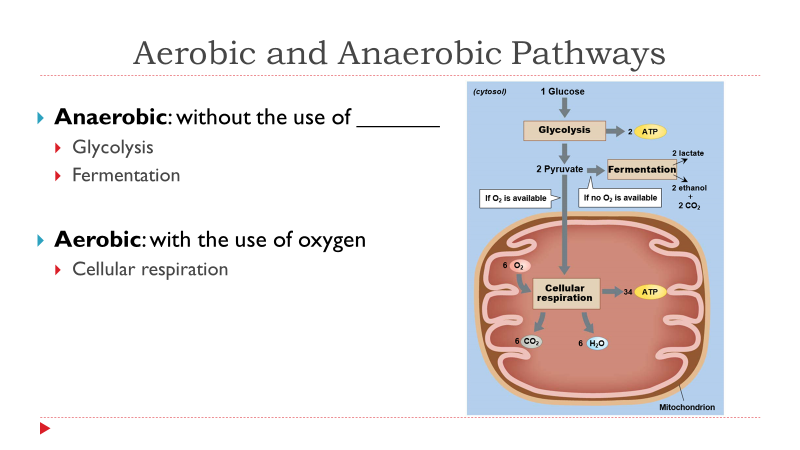 Aerobic and Anaerobic Pathways
Anaerobic: without the use of _______
Glycolysis
Fermentation
Aerobic: with the use of oxygen
Cellular respiration
(cytosol)
1 Glucose
Glycolysis
2 ATP
2 Pyruvate
Fermentation
2 lactate
2 ethanol
+
2 CO₂
If O₂ is available
If no O₂ is available
6 O₂
Cellular
respiration
34 ATP
6 CO₂
6 H₂O
Mitochondrion